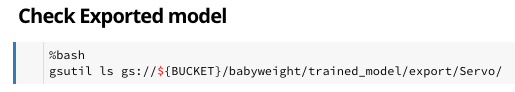 Check Exported model
%bash
gsutil ls gs://${BUCKET}/babyweight/trained_model/export/Servo/